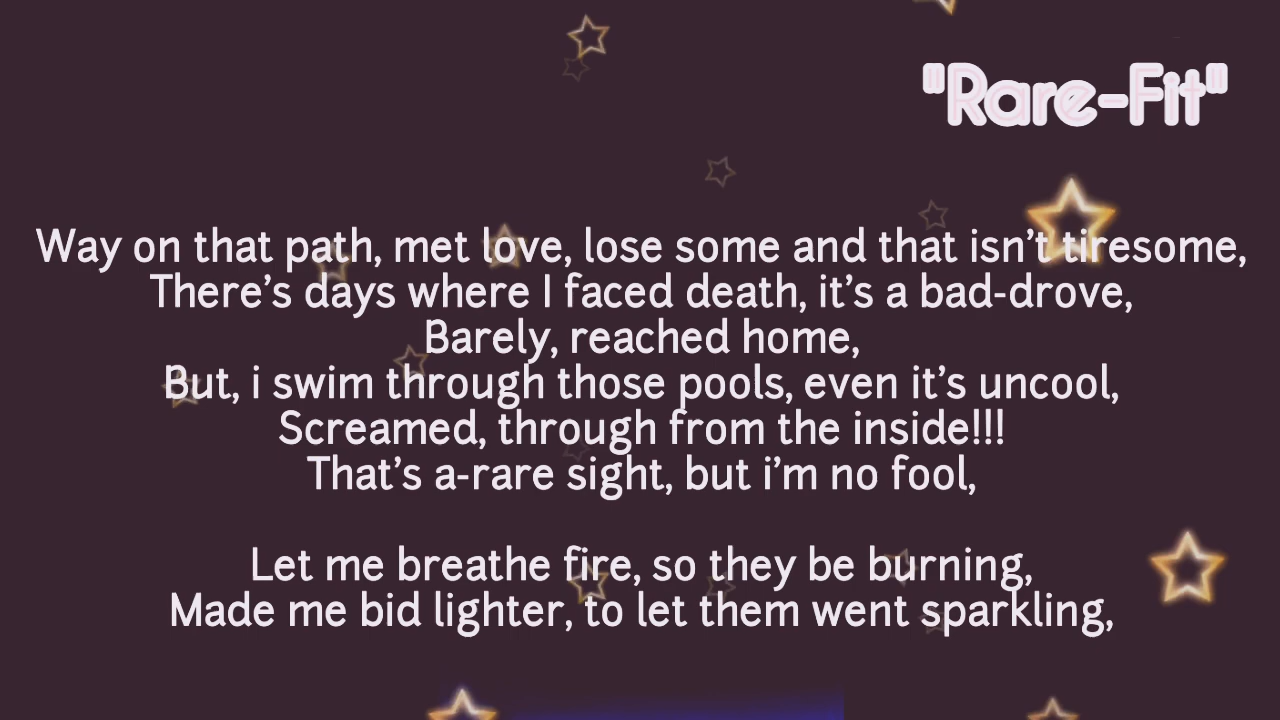 "Rare-Fit"
Way on that path, met love, lose some and that isn't tiresome,
There's days where I faced death, it's a bad-drove,
Barely, reached home,
But, i swim through those pools, even it's uncool,
Screamed, through from the inside!!!
That's a-rare sight, but i'm no fool,
Let me breathe fire, so they be burning,
Made me bid lighter, to let them went sparkling,